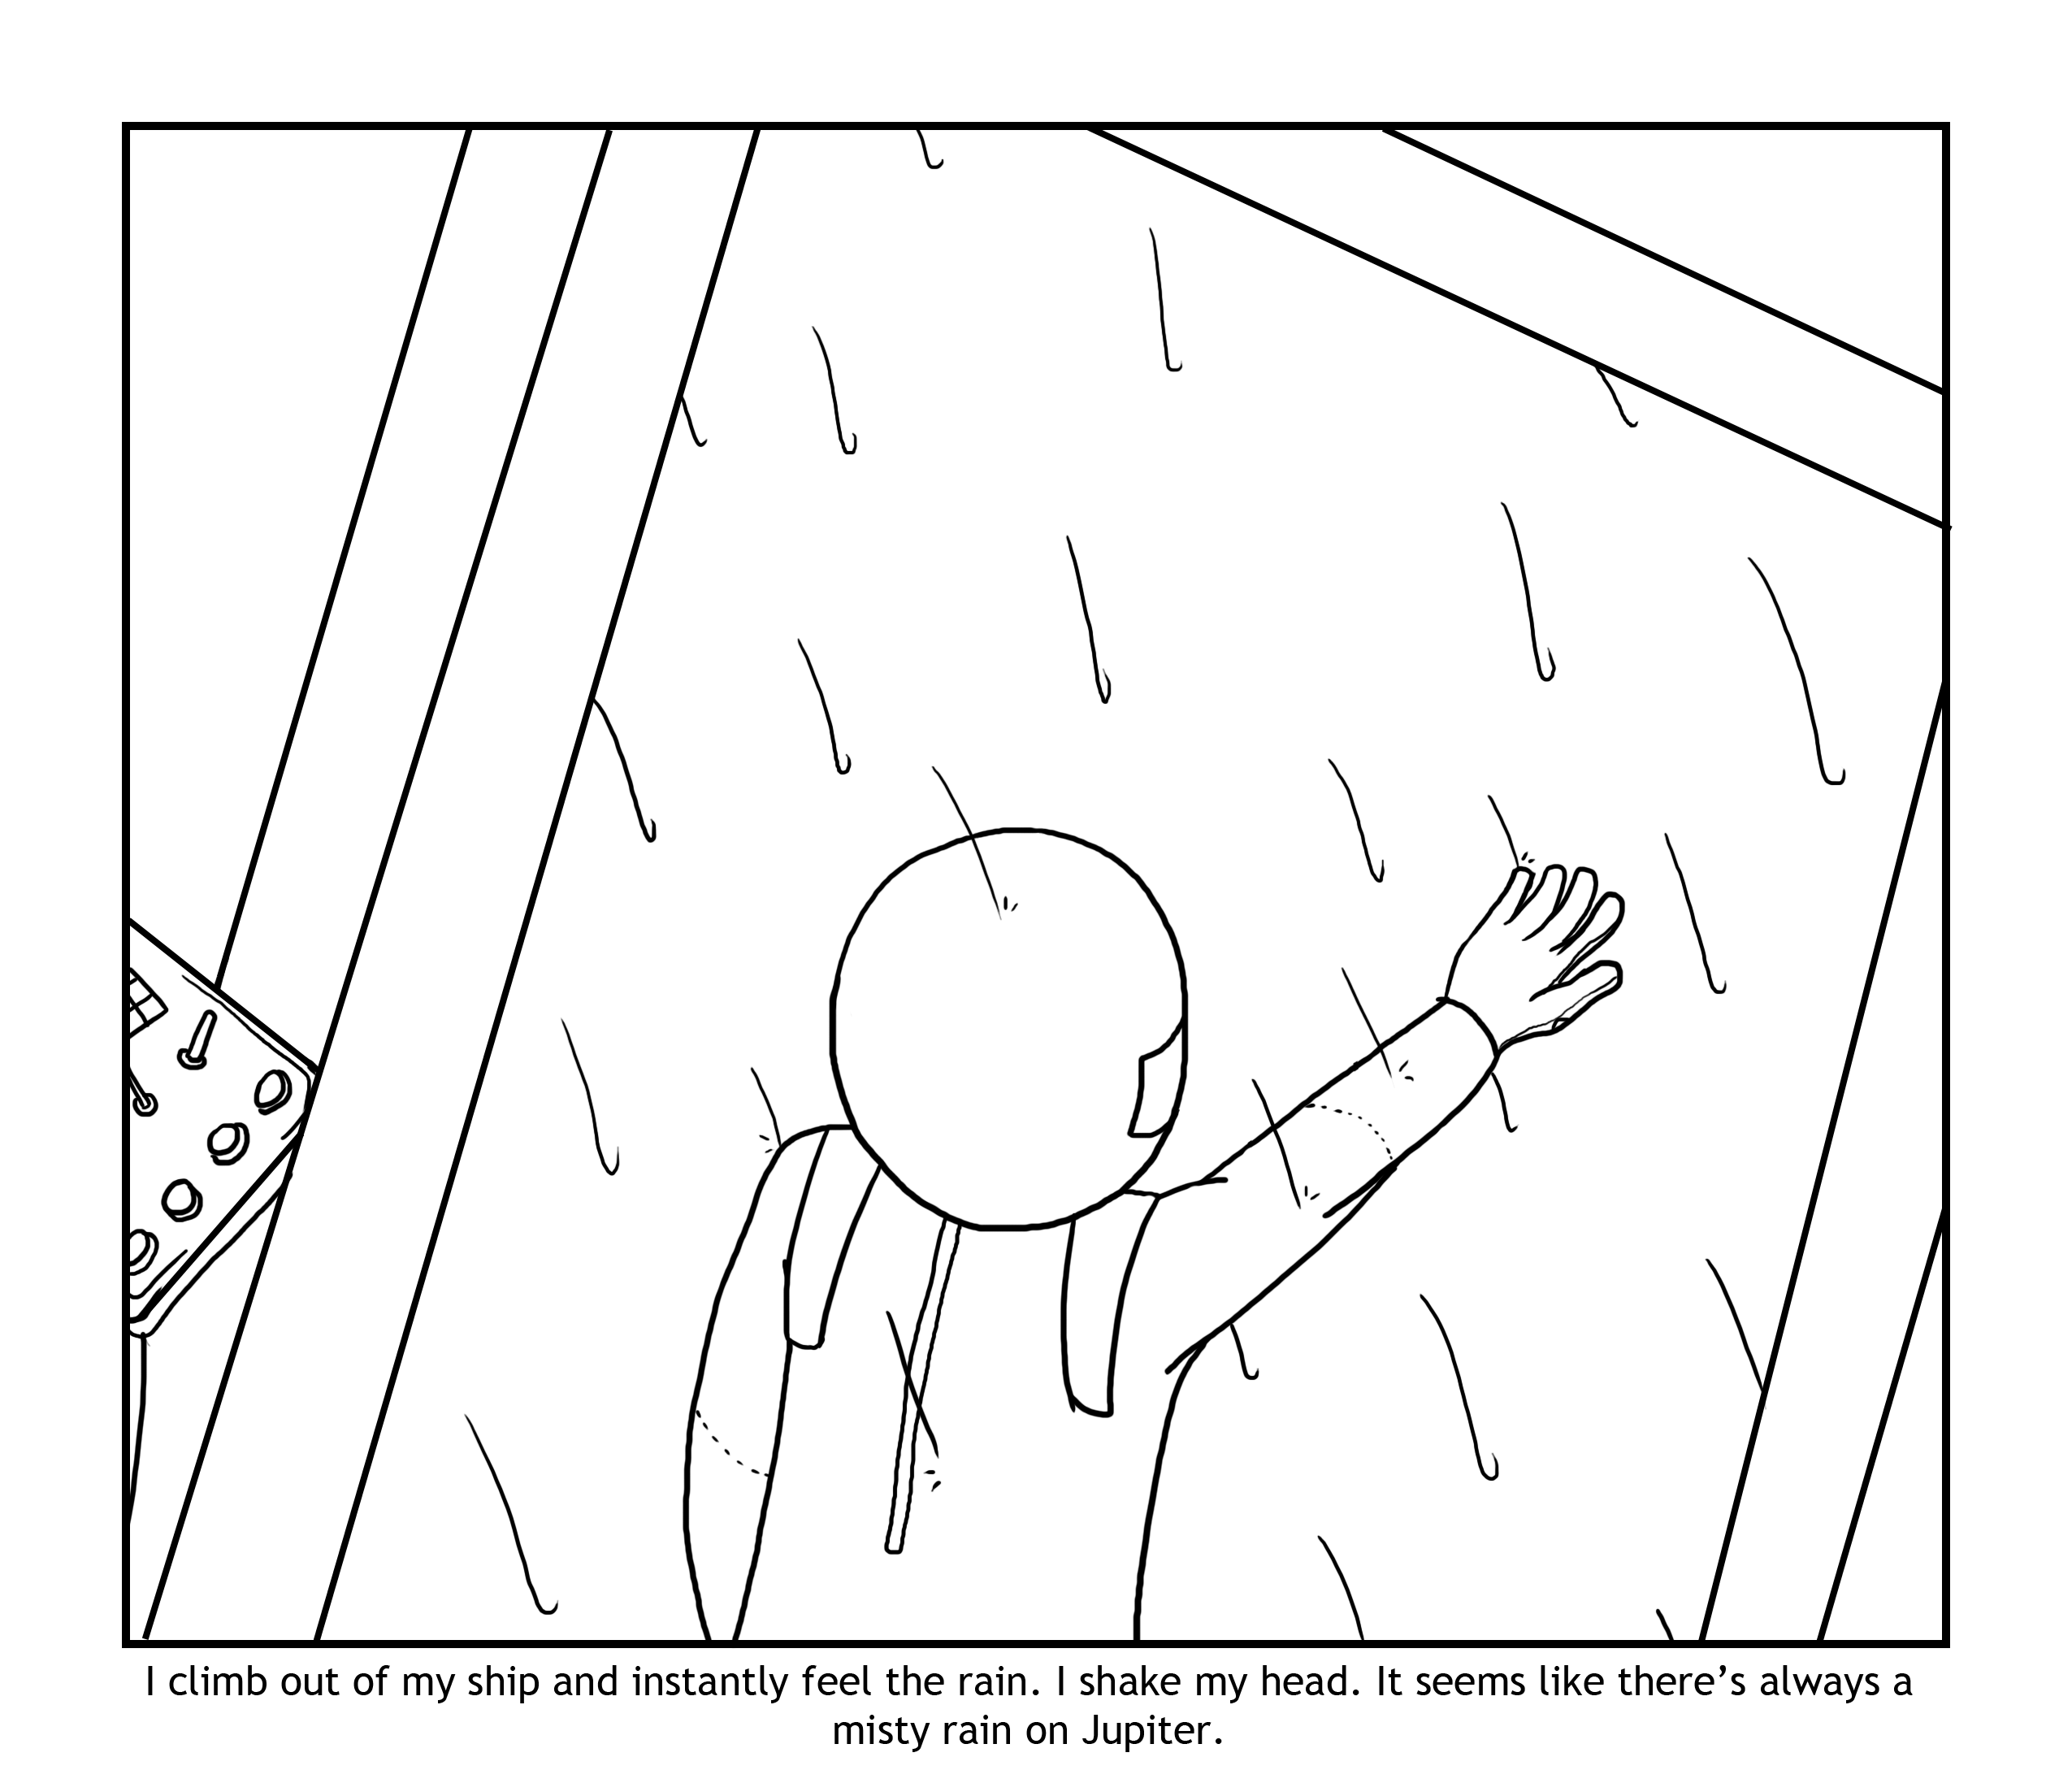 I climb out of my ship and instantly feel the rain. I shake my head. It seems like there’s always a
misty rain on Jupiter.